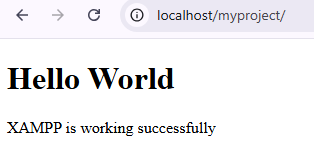 localhost/myproject/
Hello World
XAMPP is working successfully